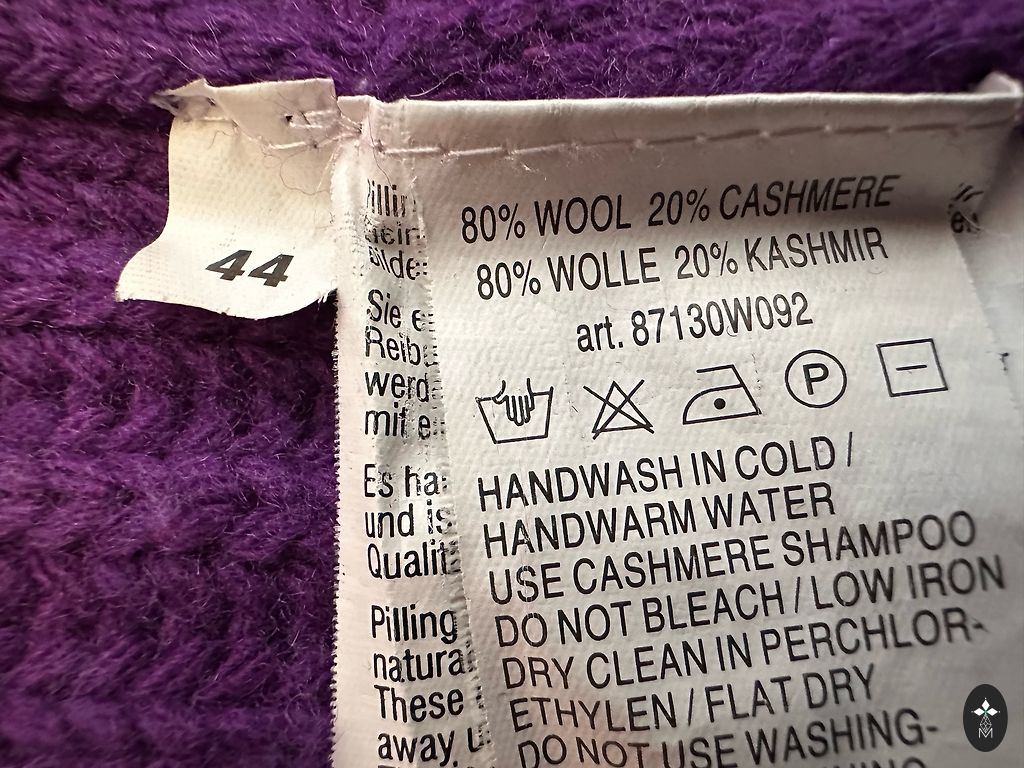 44
80% WOOL 20% CASHMERE
80% WOLLE 20% KASHMIR
art. 87130W092
P
HANDWASH IN COLD /
HANDWARM WATER
USE CASHMERE SHAMPOO
DO NOT BLEACH / LOW IRON
DRY CLEAN IN PERCHLOR-
ETHYLEN / FLAT DRY
DO NOT USE WASHING-
Sie
werd
mit
Es ha
und is
Qualit
Pilling
natura
These
away,